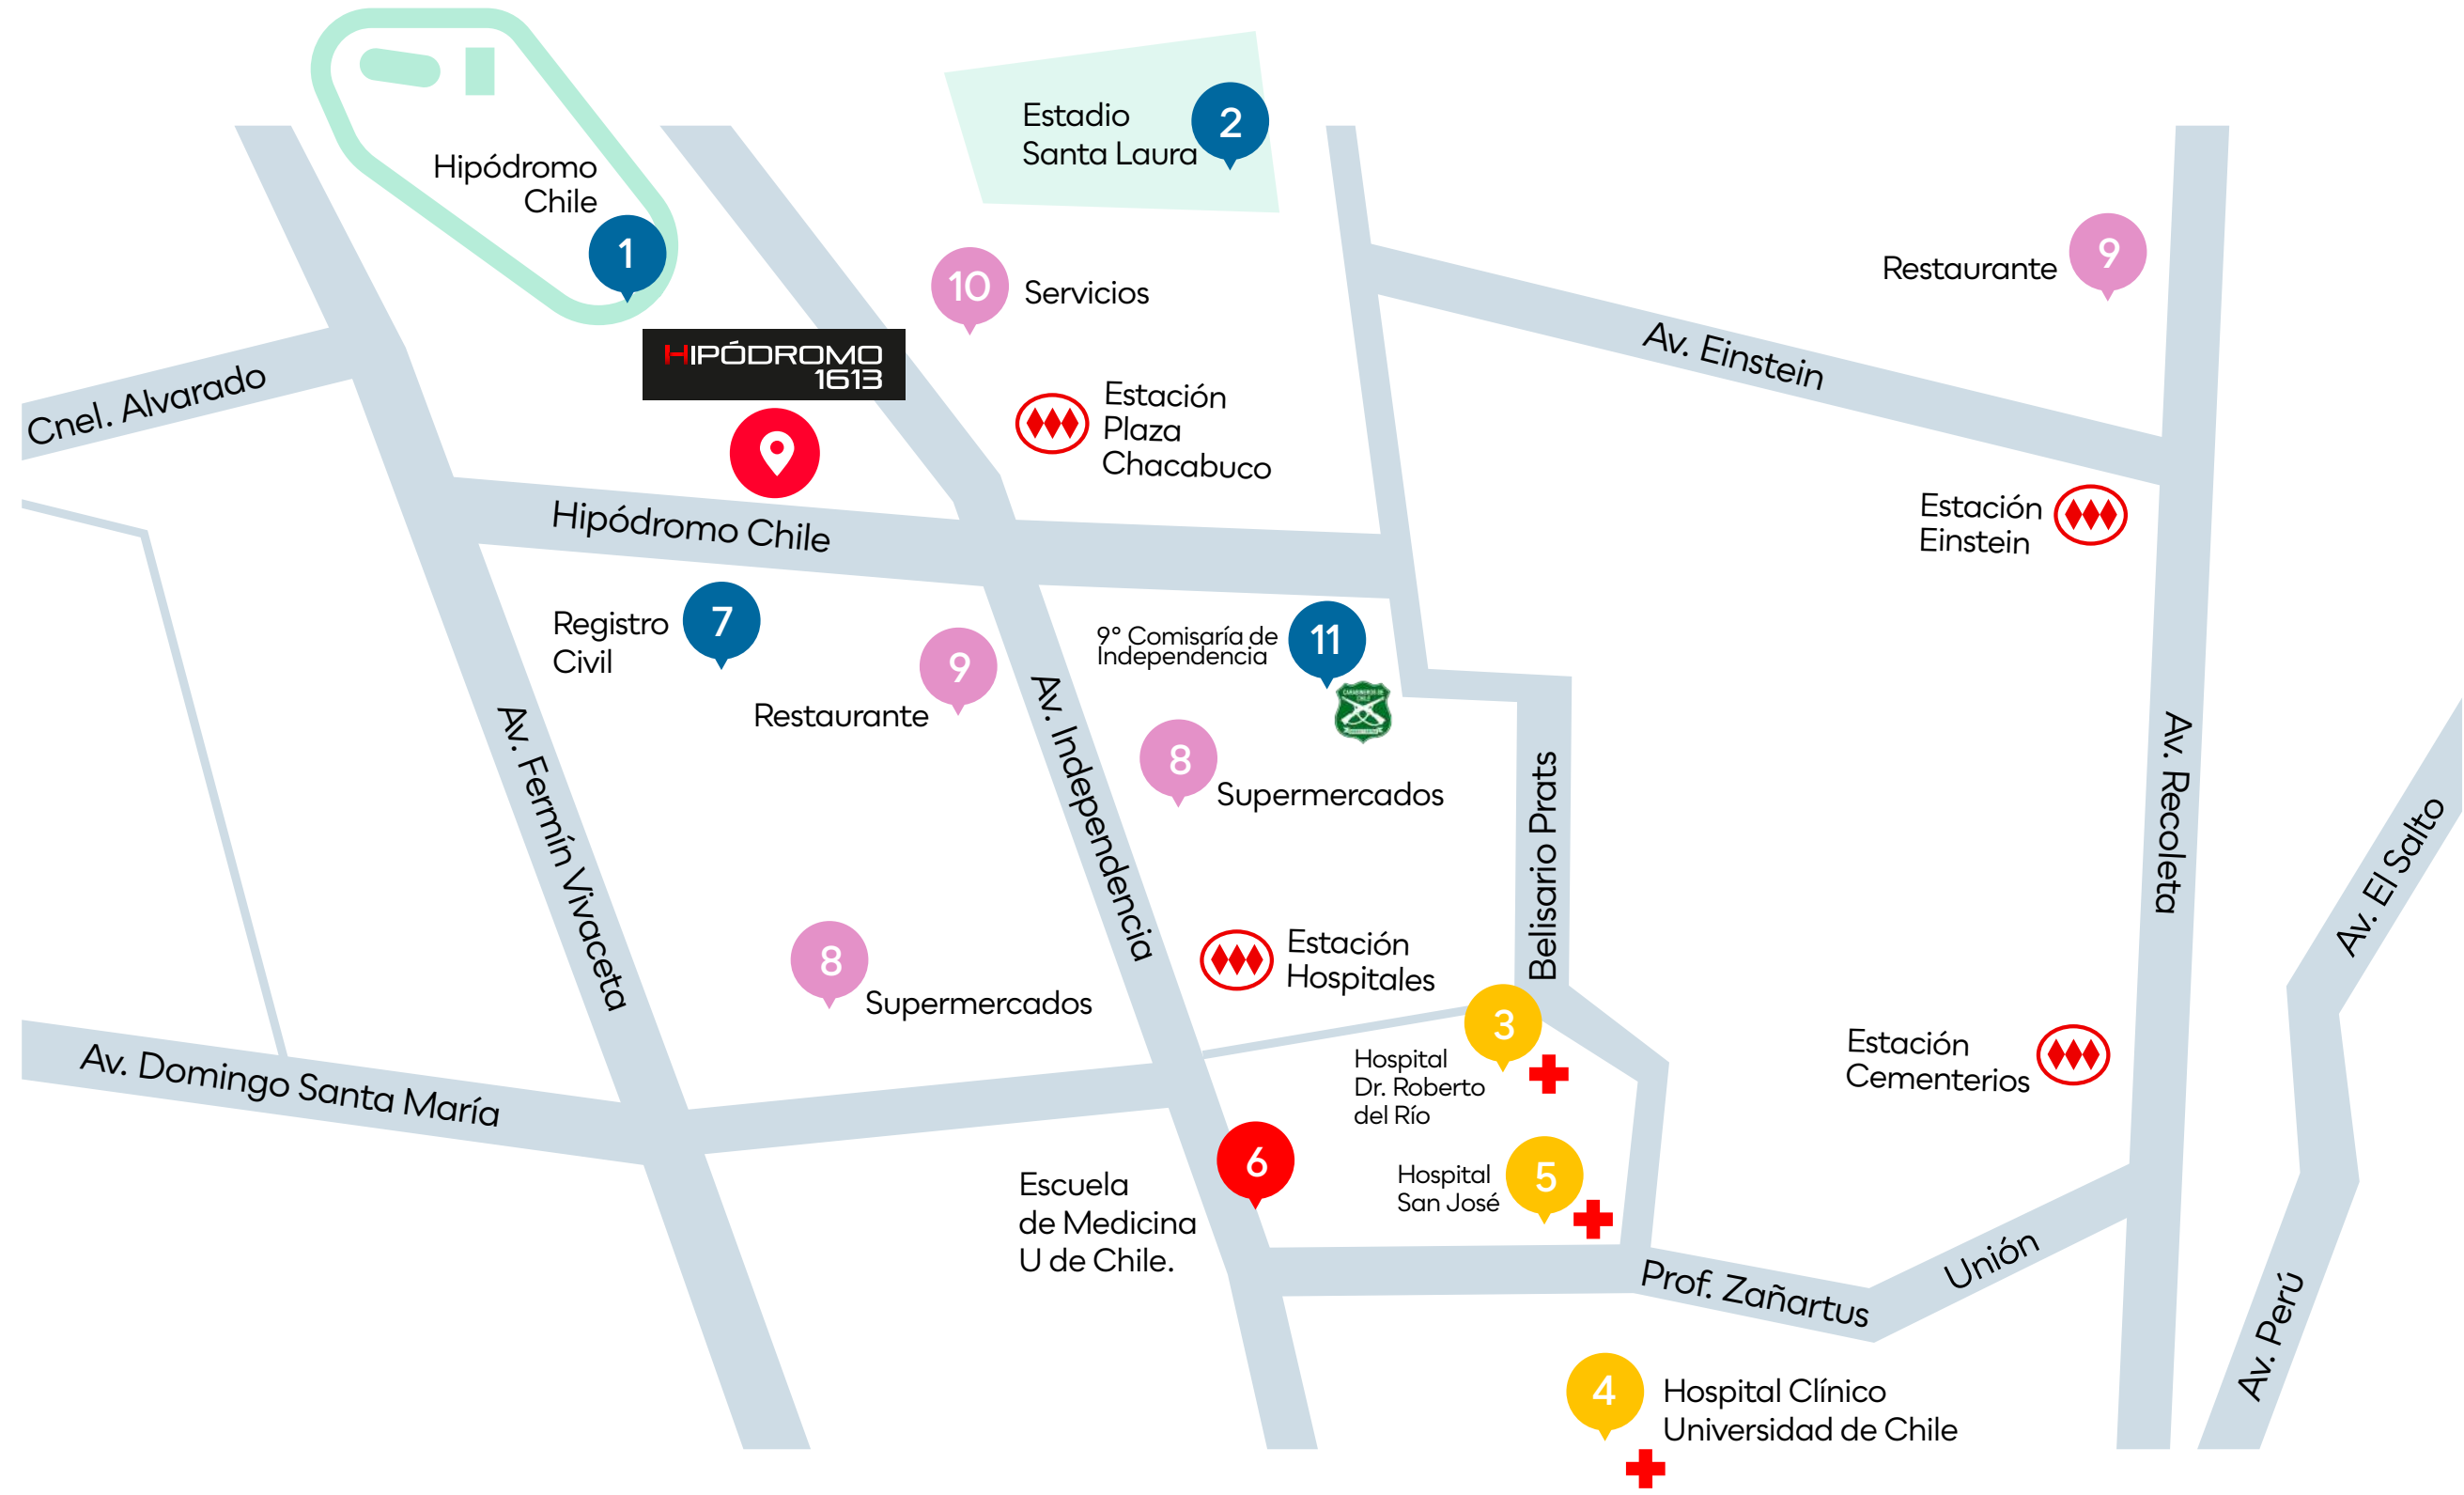 Estadio
Santa Laura
2
Hipódromo
Chile
1
10
Servicios
Restaurante
9
HIPÓDROMO
1613
Av. Einstein
Cnel. Alvarado
Estación
Plaza
Chacabuco
Hipódromo Chile
Estación
Einstein
Registro
Civil
7
9
Restaurante
9° Comisaría de
Independencia
11
CARABINEROS DE
CHILE
8
Supermercados
Av. Fermín Vivaceta
Av. Independencia
Belisario Prats
Av. Recoleta
Av. El Salto
8
Supermercados
Estación
Hospitales
3
Hospital
Dr. Roberto
del Río
Estación
Cementerios
Av. Domingo Santa María
6
Escuela
de Medicina
U de Chile.
Hospital
San José
5
Prof. Zañartus
Unión
Av. Perú
4
Hospital Clínico
Universidad de Chile